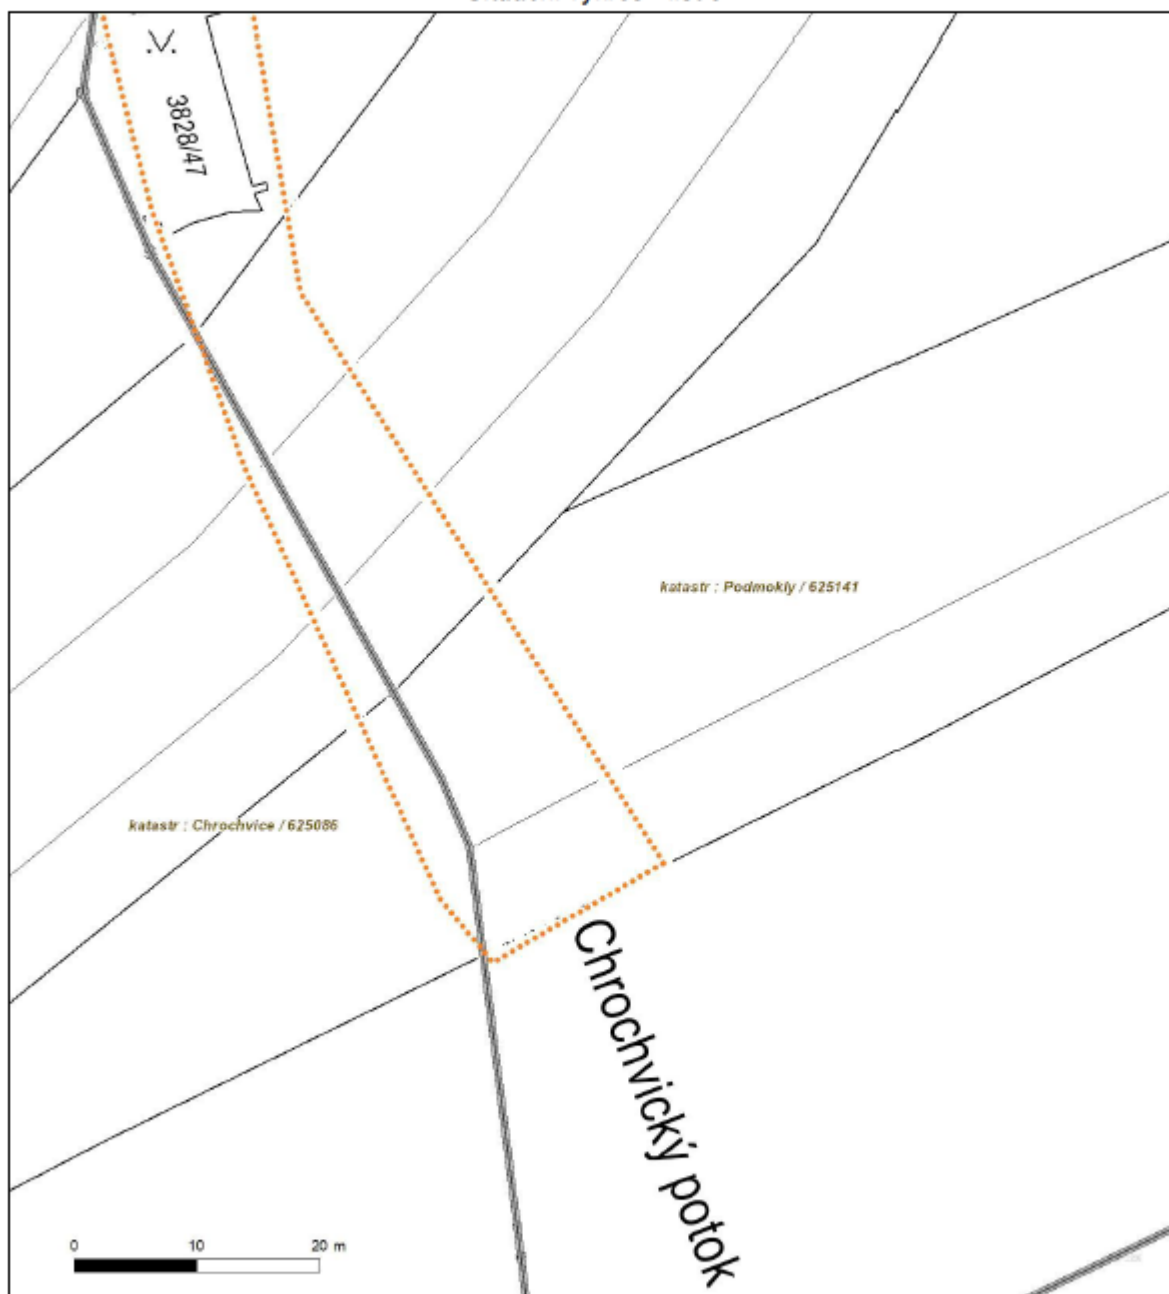 3828/47
katastr : Podmokly / 625141
katastr : Chrochvice / 625086
Chrochvický potok
0 10 20 m